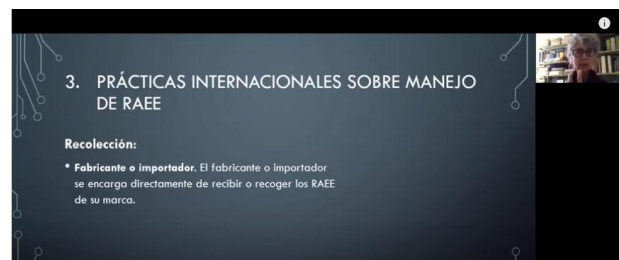 3. PRÁCTICAS INTERNACIONALES SOBRE MANEJO
DE RAEE
Recolección:
• Fabricante o importador. El fabricante o importador
se encarga directamente de recibir o recoger los RAEE
de su marca.